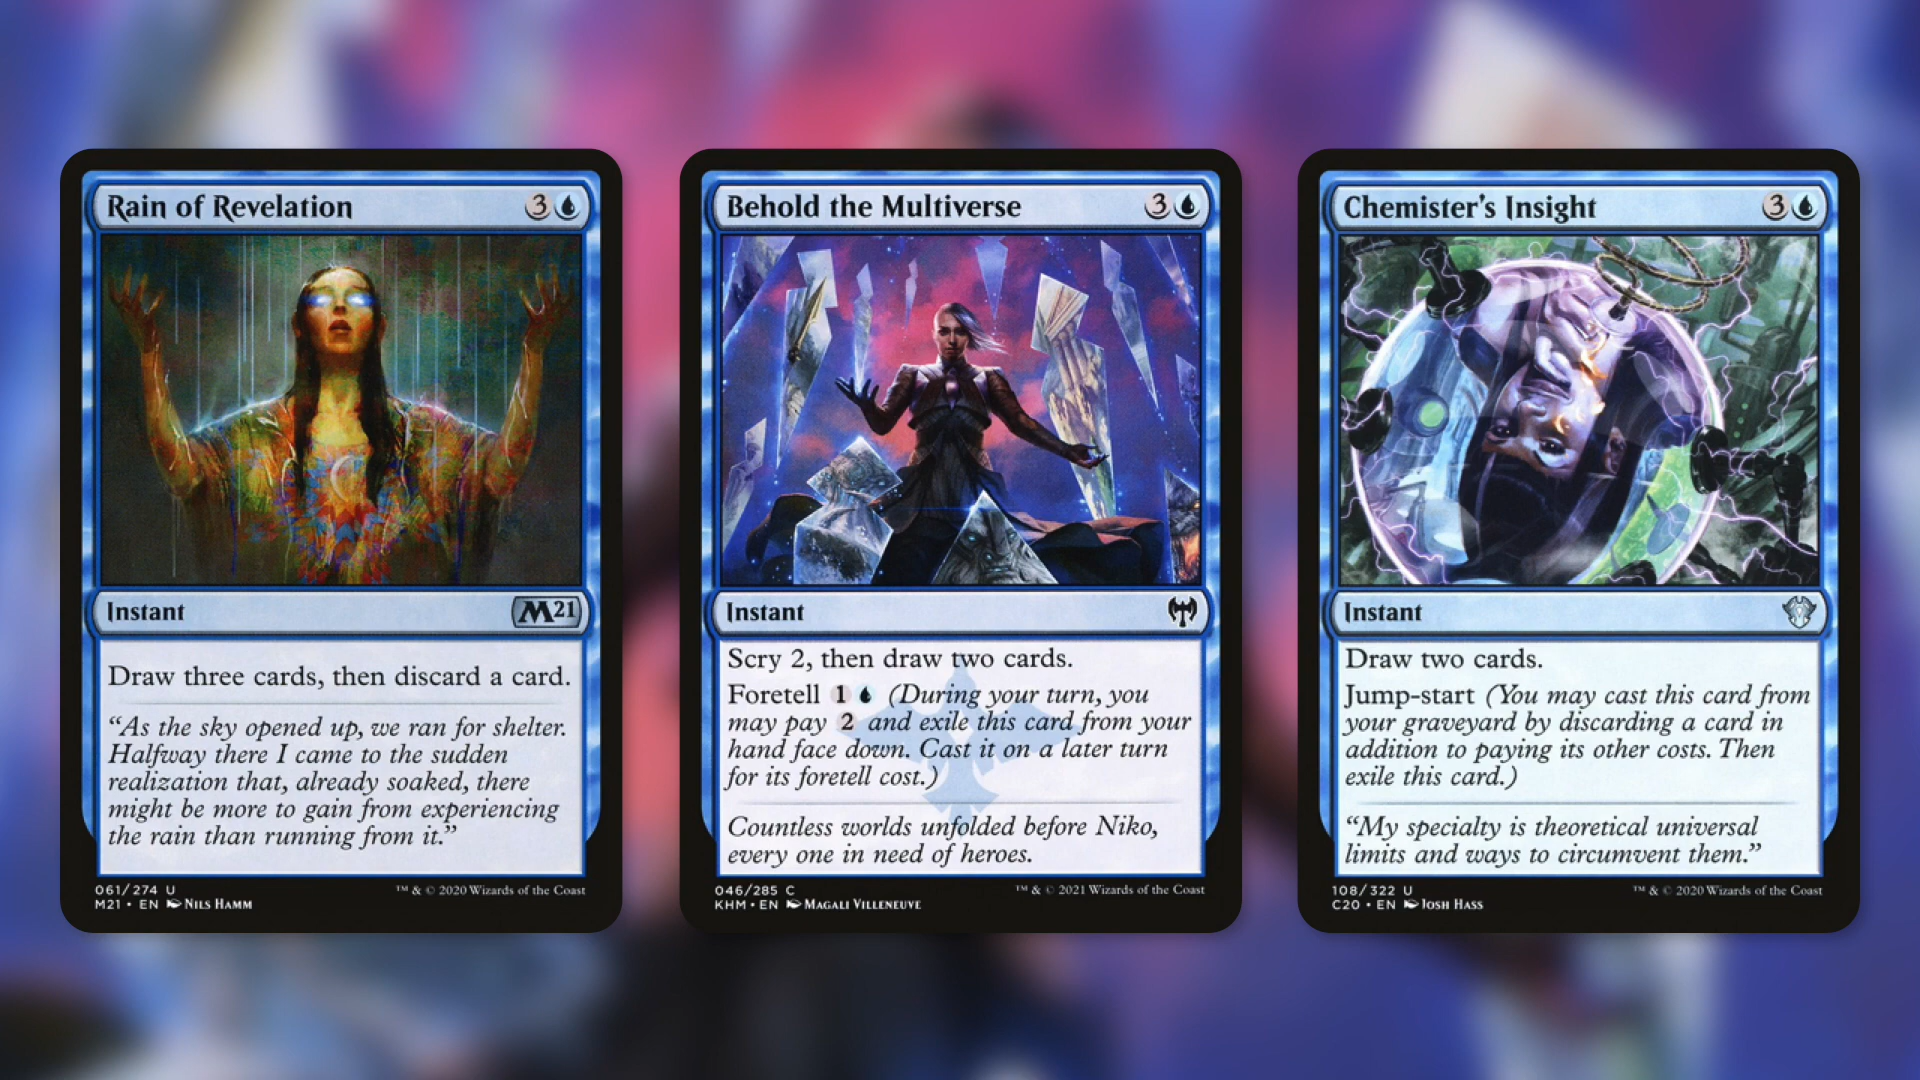 Rain of Revelation 3
Instant M21
Draw three cards, then discard a card.
“As the sky opened up, we ran for shelter.
Halfway there I came to the sudden
realization that, already soaked, there
might be more to gain from experiencing
the rain than running from it.”
061/274 U
M21 • EN NILS HAMM
™ & © 2020 Wizards of the Coast
Behold the Multiverse 3
Instant
Scry 2, then draw two cards.
Foretell 1 (During your turn, you
may pay 2 and exile this card from your
hand face down. Cast it on a later turn
for its foretell cost.)
Countless worlds unfolded before Niko,
every one in need of heroes.
046/285 C
KHM • EN MAGALI VILLENEUVE
™ & © 2021 Wizards of the Coast
Chemister's Insight 3
Instant
Draw two cards.
Jump-start (You may cast this card from
your graveyard by discarding a card in
addition to paying its other costs. Then
exile this card.)
“My specialty is theoretical universal
limits and ways to circumvent them.”
108/322 U
C20 • EN JOSH HASS
™ & © 2020 Wizards of the Coast